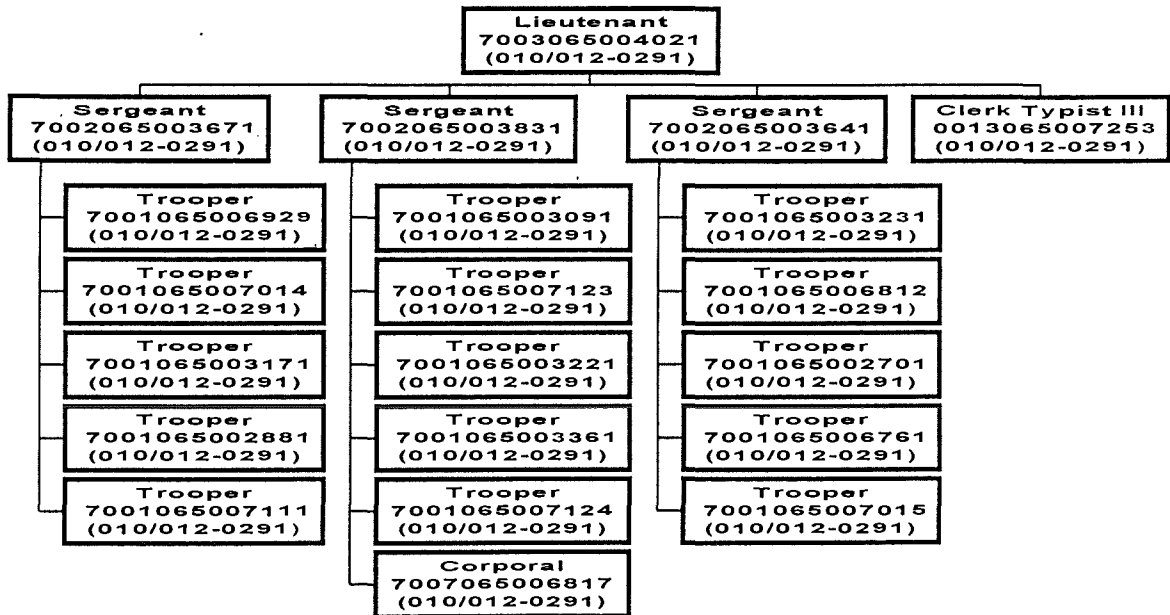 Lieutenant
7003065004021
(010/012-0291)
Sergeant
7002065003671
(010/012-0291)
Sergeant
7002065003831
(010/012-0291)
Sergeant
7002065003641
(010/012-0291)
Clerk Typist III
0013065007253
(010/012-0291)
Trooper
7001065006929
(010/012-0291)
Trooper
7001065007014
(010/012-0291)
Trooper
7001065003171
(010/012-0291)
Trooper
7001065002881
(010/012-0291)
Trooper
7001065007111
(010/012-0291)
Trooper
7001065003091
(010/012-0291)
Trooper
7001065007123
(010/012-0291)
Trooper
7001065003221
(010/012-0291)
Trooper
7001065003361
(010/012-0291)
Trooper
7001065007124
(010/012-0291)
Corporal
7007065006817
(010/012-0291)
Trooper
7001065003231
(010/012-0291)
Trooper
7001065006812
(010/012-0291)
Trooper
7001065002701
(010/012-0291)
Trooper
7001065006761
(010/012-0291)
Trooper
7001065007015
(010/012-0291)